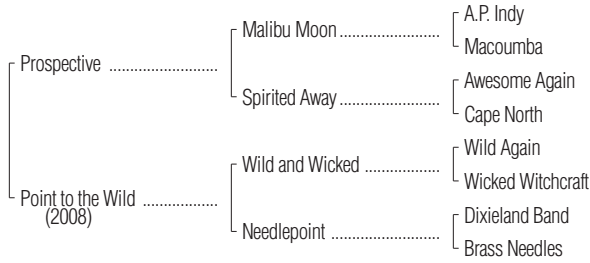 A.P. Indy
Malibu Moon ......................
Macoumba
Prospective ........................
Awesome Again
Spirited Away ......................
Cape North
Wild Again
Wild and Wicked ................
Wicked Witchcraft
Point to the Wild .................
(2008)
Dixieland Band
Needlepoint ........................
Brass Needles